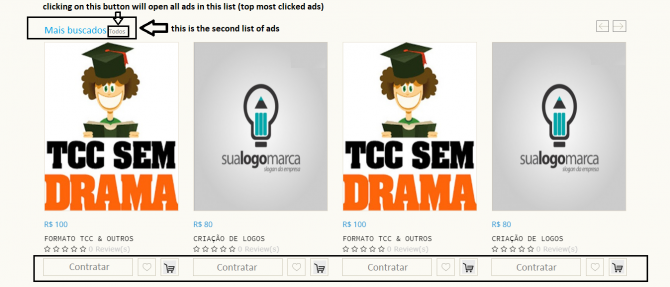 clicking on this button will open all ads in this list (top most clicked ads)
Mais buscados Todos
this is the second list of ads
TCC SEM
DRAMA
sualogomarca
slogan da empresa
TCC SEM
DRAMA
sualogomarca
slogan da empresa
R$ 100
R$ 80
R$ 100
R$ 80
FORMATO TCC & OUTROS
CRIAÇÃO DE LOGOS
FORMATO TCC & OUTROS
CRIAÇÃO DE LOGOS
0 Review(s)
0 Review(s)
0 Review(s)
0 Review(s)
Contratar
Contratar
Contratar
Contratar